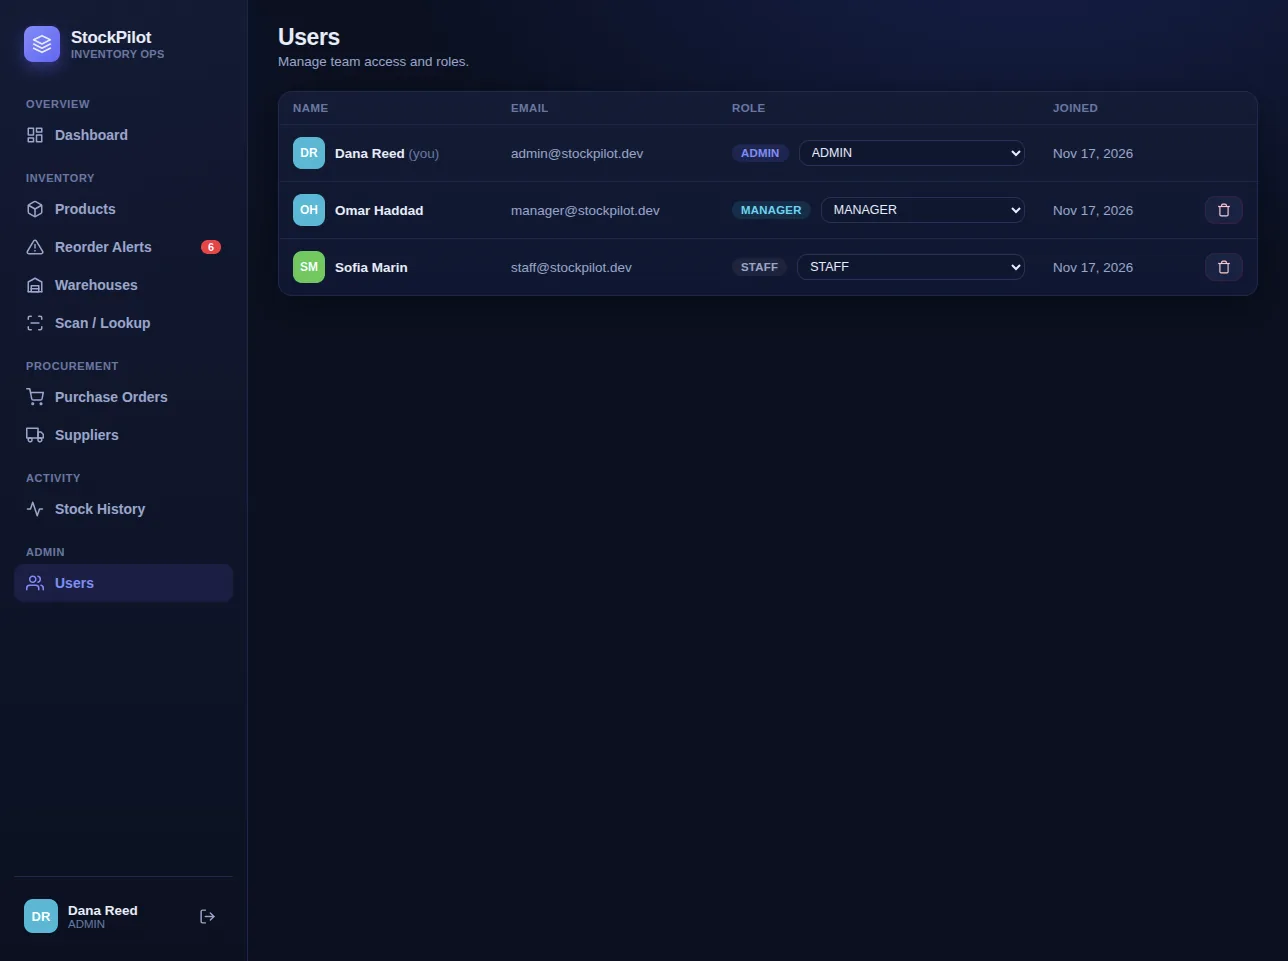 StockPilot
INVENTORY OPS
OVERVIEW
Dashboard
INVENTORY
Products
Reorder Alerts 6
Warehouses
Scan / Lookup
PROCUREMENT
Purchase Orders
Suppliers
ACTIVITY
Stock History
ADMIN
Users
DR Dana Reed
ADMIN
Users
Manage team access and roles.
NAME EMAIL ROLE JOINED
DR Dana Reed (you) admin@stockpilot.dev ADMIN ADMIN Nov 17, 2026
OH Omar Haddad manager@stockpilot.dev MANAGER MANAGER Nov 17, 2026
SM Sofia Marin staff@stockpilot.dev STAFF STAFF Nov 17, 2026